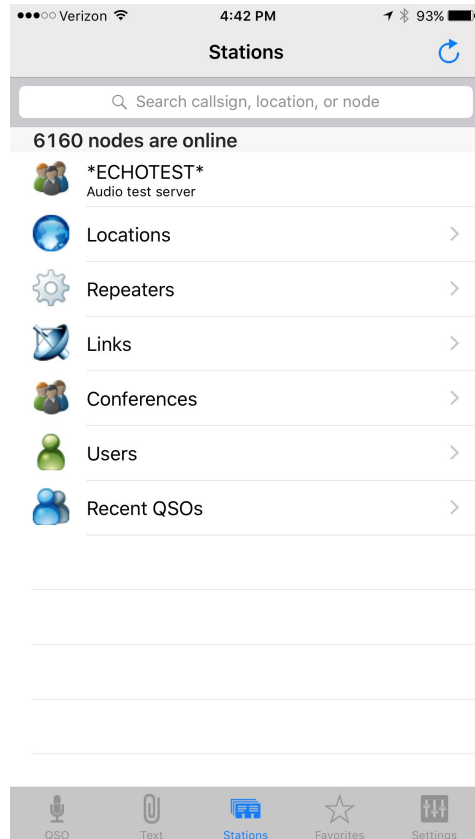 Verizon 4:42 PM 93%
Stations
Search callsign, location, or node
6160 nodes are online
*ECHOTEST*
Audio test server
Locations
Repeaters
Links
Conferences
Users
Recent QSOs
QSO Text Stations Favorites Settings